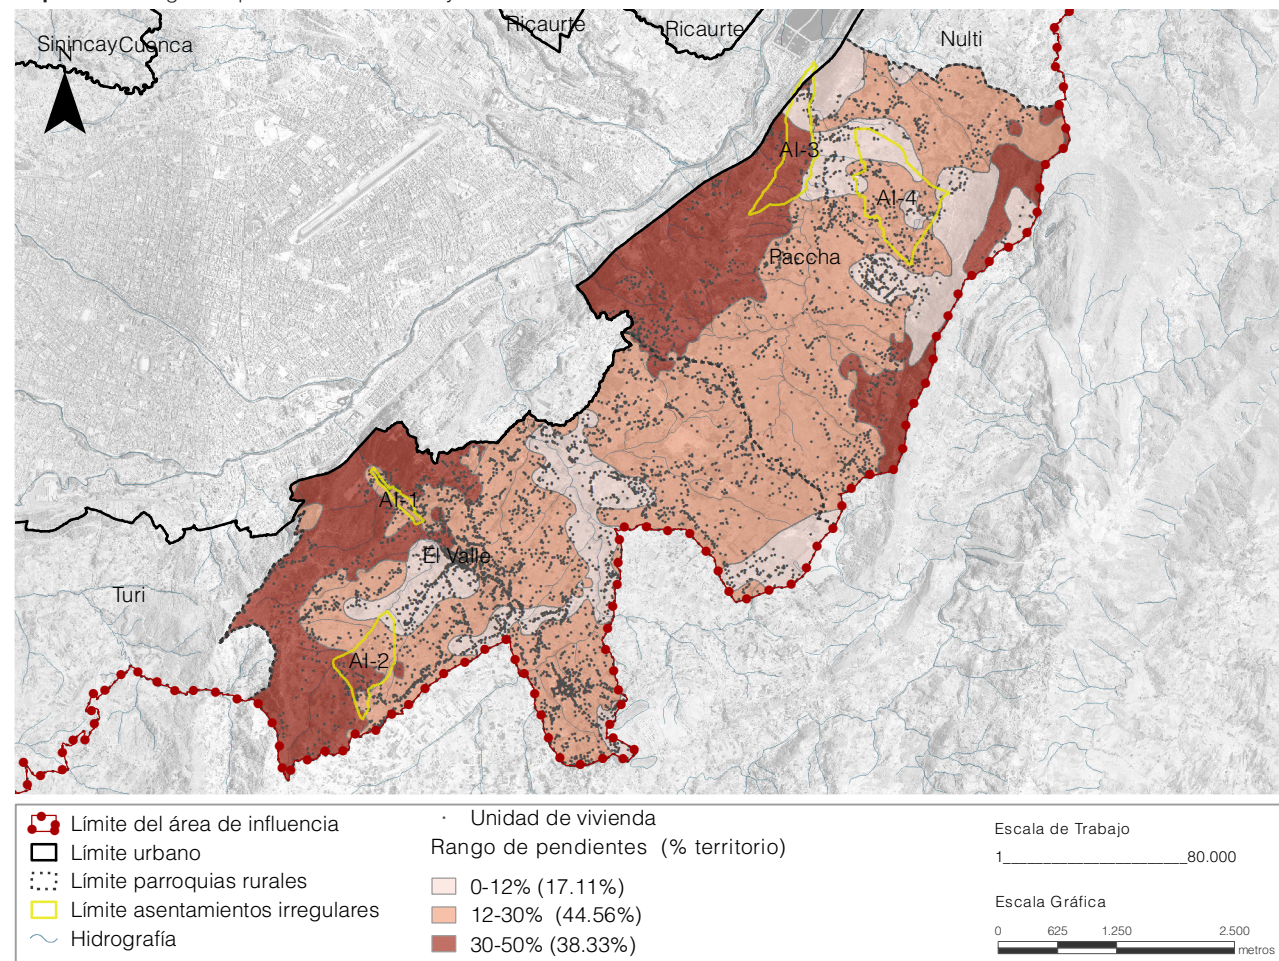 Ricaurte
Ricaurte
Nulti
Sinincay
Cuenca
N
AI-3
AI-4
Paccha
AI-1
El Valle
Turi
AI-2
Límite del área de influencia
Límite urbano
Límite parroquias rurales
Límite asentamientos irregulares
Hidrografía
Unidad de vivienda
Rango de pendientes (% territorio)
0-12% (17.11%)
12-30% (44.56%)
30-50% (38.33%)
Escala de Trabajo
1_______________________80.000
Escala Gráfica
0 625 1.250 2.500
metros